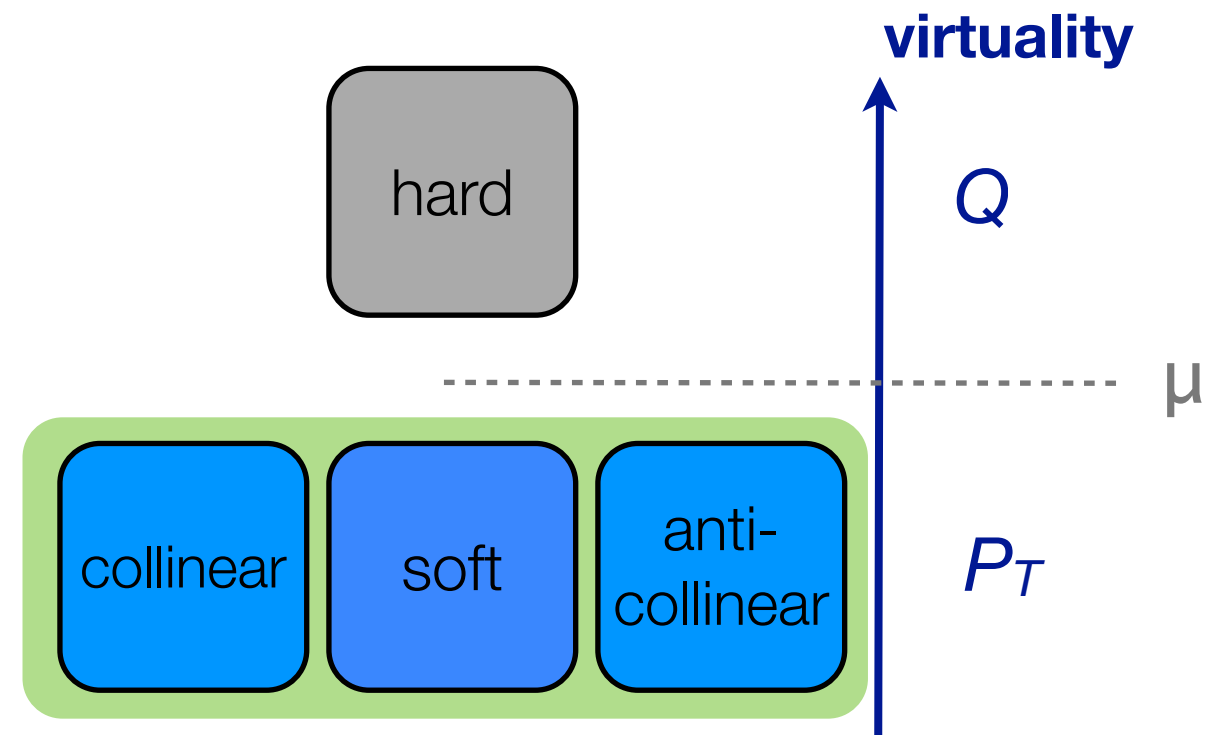 virtuality
hard
Q
μ
collinear
soft
anti-
collinear
P_T